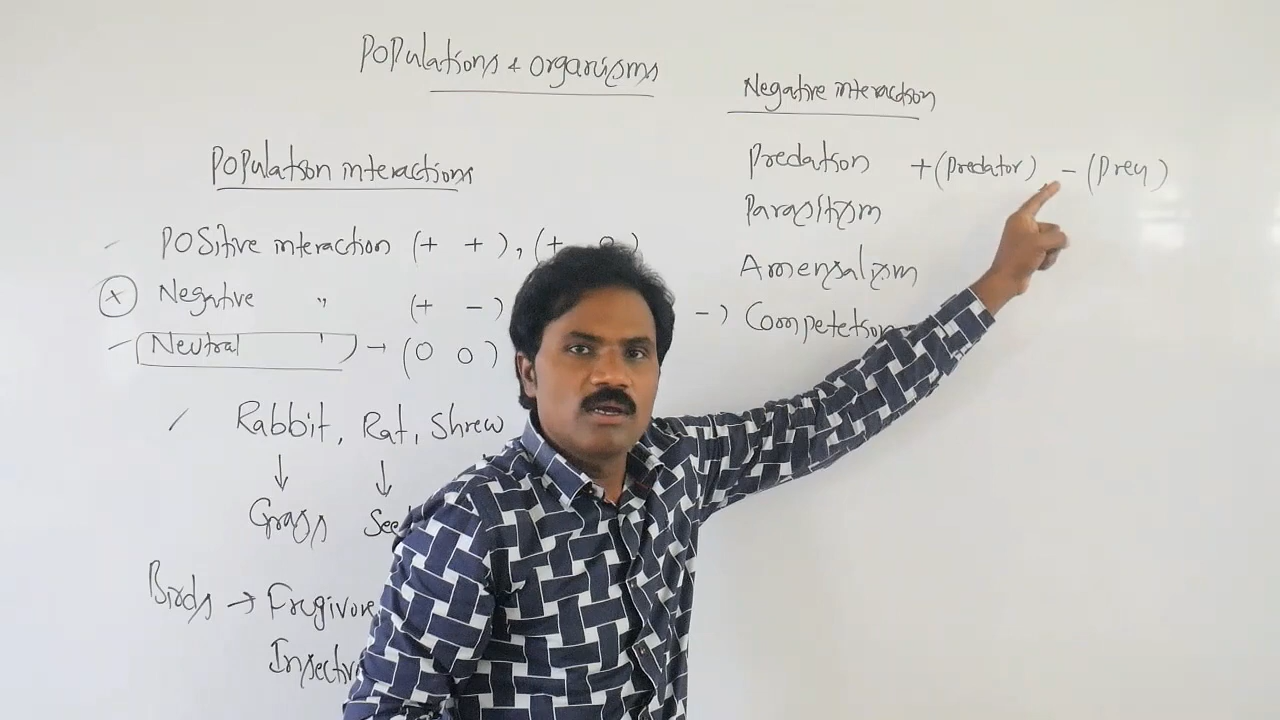 Populations & organisms
Population interactions
Positive interaction (+ +), (+ 0)
(x) Negative " (+ -)
Neutral ' → (0 0)
Rabbit, Rat, Shrew
Grass
Birds → Frugivore
Negative interaction
Predation +(Predator) - (Prey)
Parasitism
Amensalism
-) Competetion